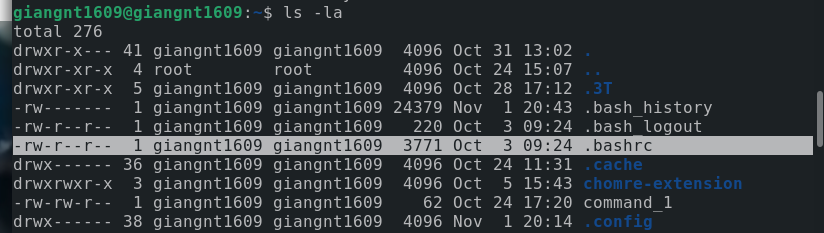 giangnt1609@giangnt1609:~$ ls -la
total 276
drwxr-x--- 41 giangnt1609 giangnt1609  4096 Oct 31 13:02 .
drwxr-xr-x  4 root        root         4096 Oct 24 15:07 ..
drwxr-xr-x  5 giangnt1609 giangnt1609  4096 Oct 28 17:12 .3T
-rw-------  1 giangnt1609 giangnt1609 24379 Nov  1 20:43 .bash_history
-rw-r--r--  1 giangnt1609 giangnt1609   220 Oct  3 09:24 .bash_logout
-rw-r--r--  1 giangnt1609 giangnt1609  3771 Oct  3 09:24 .bashrc
drwx------ 36 giangnt1609 giangnt1609  4096 Oct 24 11:31 .cache
drwxrwxr-x  3 giangnt1609 giangnt1609  4096 Oct  5 15:43 chomre-extension
-rw-rw-r--  1 giangnt1609 giangnt1609    62 Oct 24 17:20 command_1
drwx------ 38 giangnt1609 giangnt1609  4096 Nov  1 20:14 .config